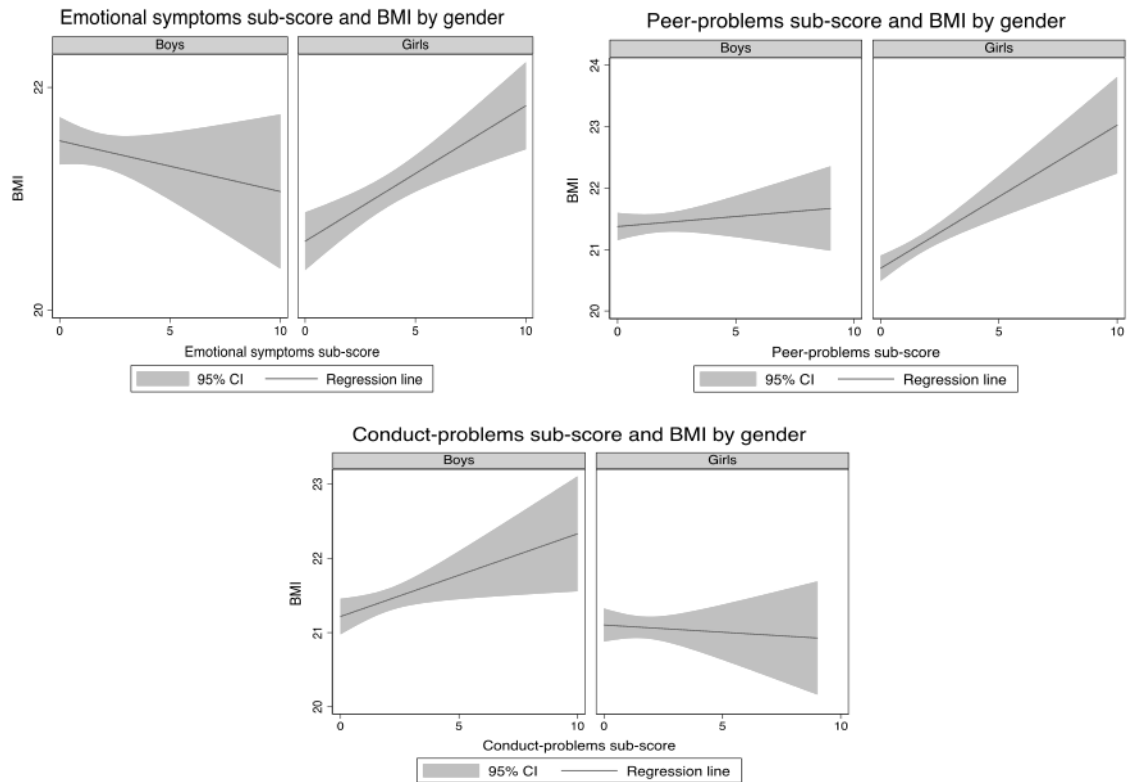 Emotional symptoms sub-score and BMI by gender
Boys Girls
22
BMI
20
0 5 10 0 5 10
Emotional symptoms sub-score
95% CI Regression line
Peer-problems sub-score and BMI by gender
Boys Girls
24
23
22
BMI
21
20
0 5 10 0 5 10
Peer-problems sub-score
95% CI Regression line
Conduct-problems sub-score and BMI by gender
Boys Girls
23
22
BMI
21
20
0 5 10 0 5 10
Conduct-problems sub-score
95% CI Regression line